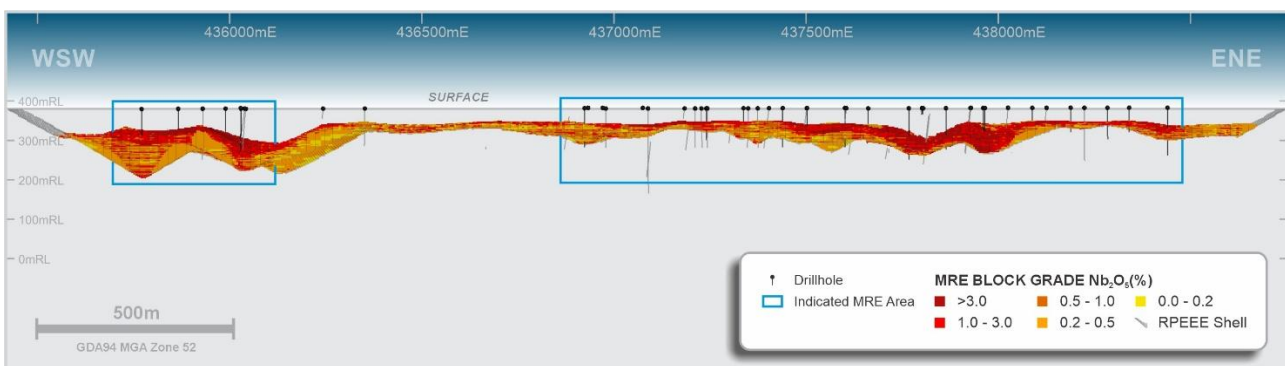 436000mE 436500mE 437000mE 437500mE 438000mE
WSW ENE
400mRL SURFACE
300mRL
200mRL
100mRL
0mRL
Drillhole
Indicated MRE Area
MRE BLOCK GRADE Nb₂O₅(%)
>3.0 0.5 - 1.0 0.0 - 0.2
1.0 - 3.0 0.2 - 0.5 RPEEE Shell
500m
GDA94 MGA Zone 52